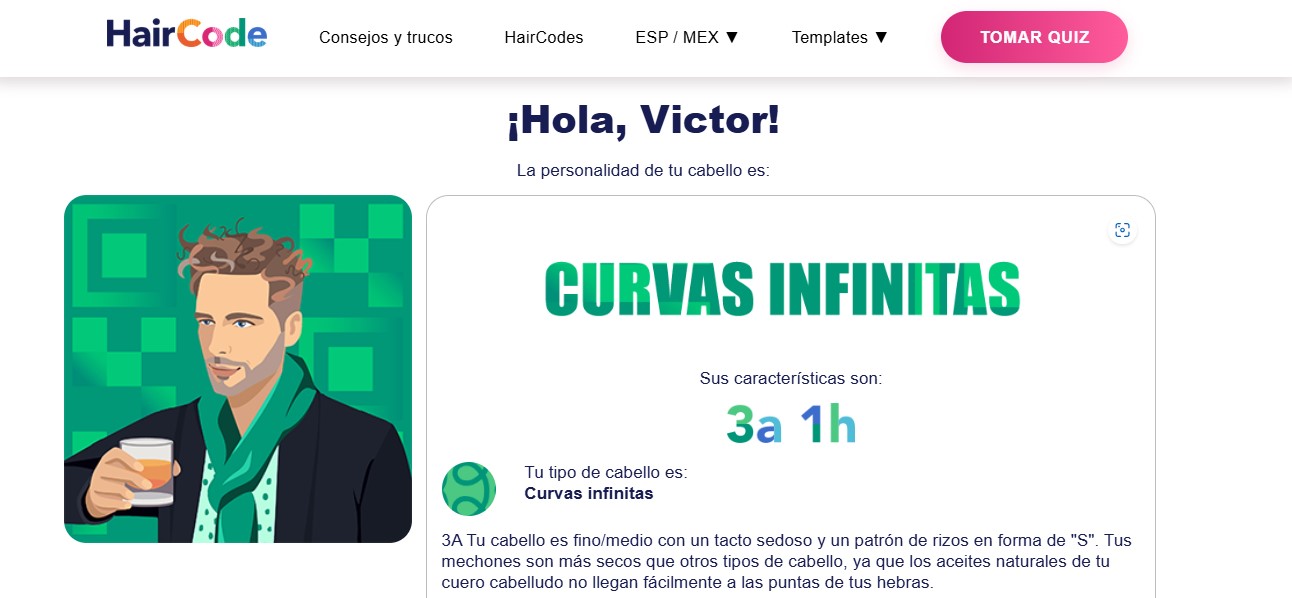 HairCode
Consejos y trucos
HairCodes
ESP / MEX ▼
Templates ▼
TOMAR QUIZ
¡Hola, Victor!
La personalidad de tu cabello es:
CURVAS INFINITAS
Sus características son:
3a 1h
Tu tipo de cabello es:
Curvas infinitas
3A Tu cabello es fino/medio con un tacto sedoso y un patrón de rizos en forma de "S". Tus
mechones son más secos que otros tipos de cabello, ya que los aceites naturales de tu
cuero cabelludo no llegan fácilmente a las puntas de tus hebras.